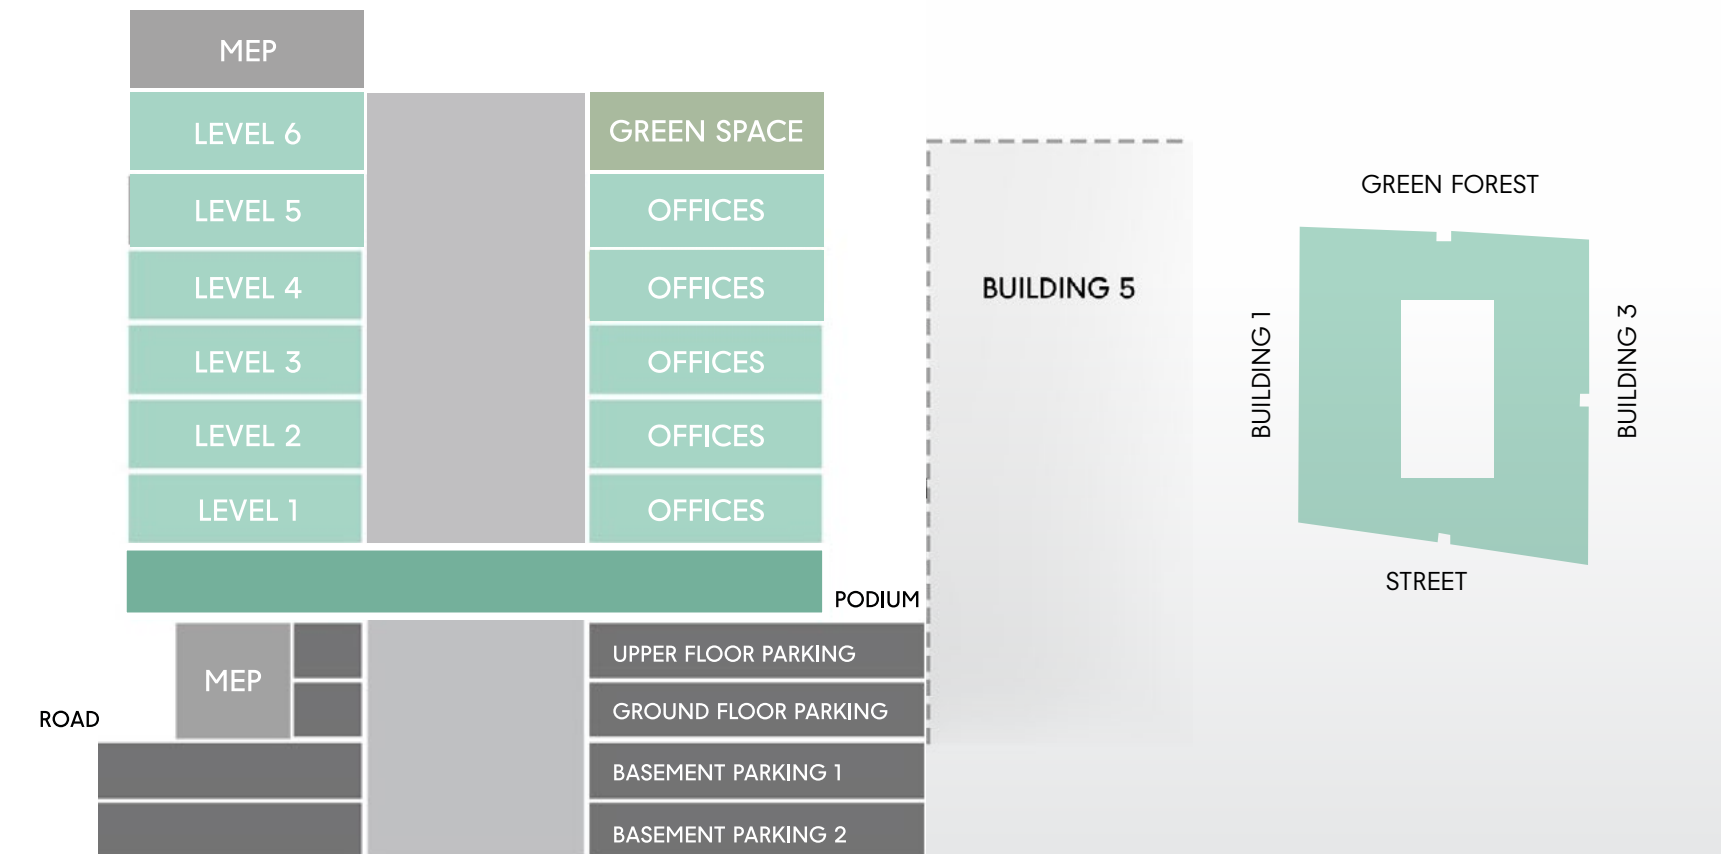 MEP
LEVEL 6
GREEN SPACE
LEVEL 5
OFFICES
LEVEL 4
OFFICES
LEVEL 3
OFFICES
LEVEL 2
OFFICES
LEVEL 1
OFFICES
PODIUM
UPPER FLOOR PARKING
MEP
GROUND FLOOR PARKING
ROAD
BASEMENT PARKING 1
BASEMENT PARKING 2
BUILDING 5
GREEN FOREST
BUILDING 1
BUILDING 3
STREET